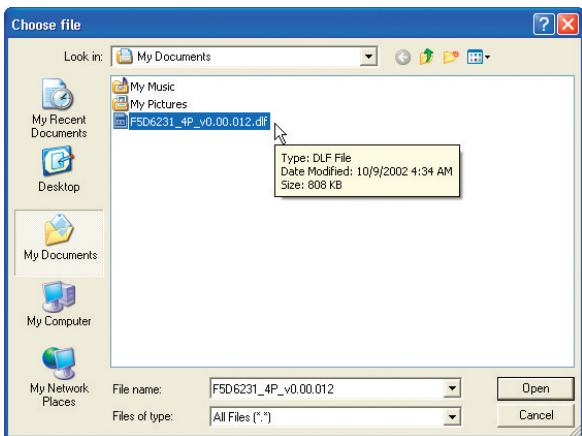 Choose file
Look in: My Documents
My Recent
Documents
Desktop
My Documents
My Computer
My Network
Places
My Music
My Pictures
F5D6231_4P_v0.00.012.dlf
Type: DLF File
Date Modified: 10/9/2002 4:34 AM
Size: 808 KB
File name: F5D6231_4P_v0.00.012 Open
Files of type: All Files (*.*) Cancel